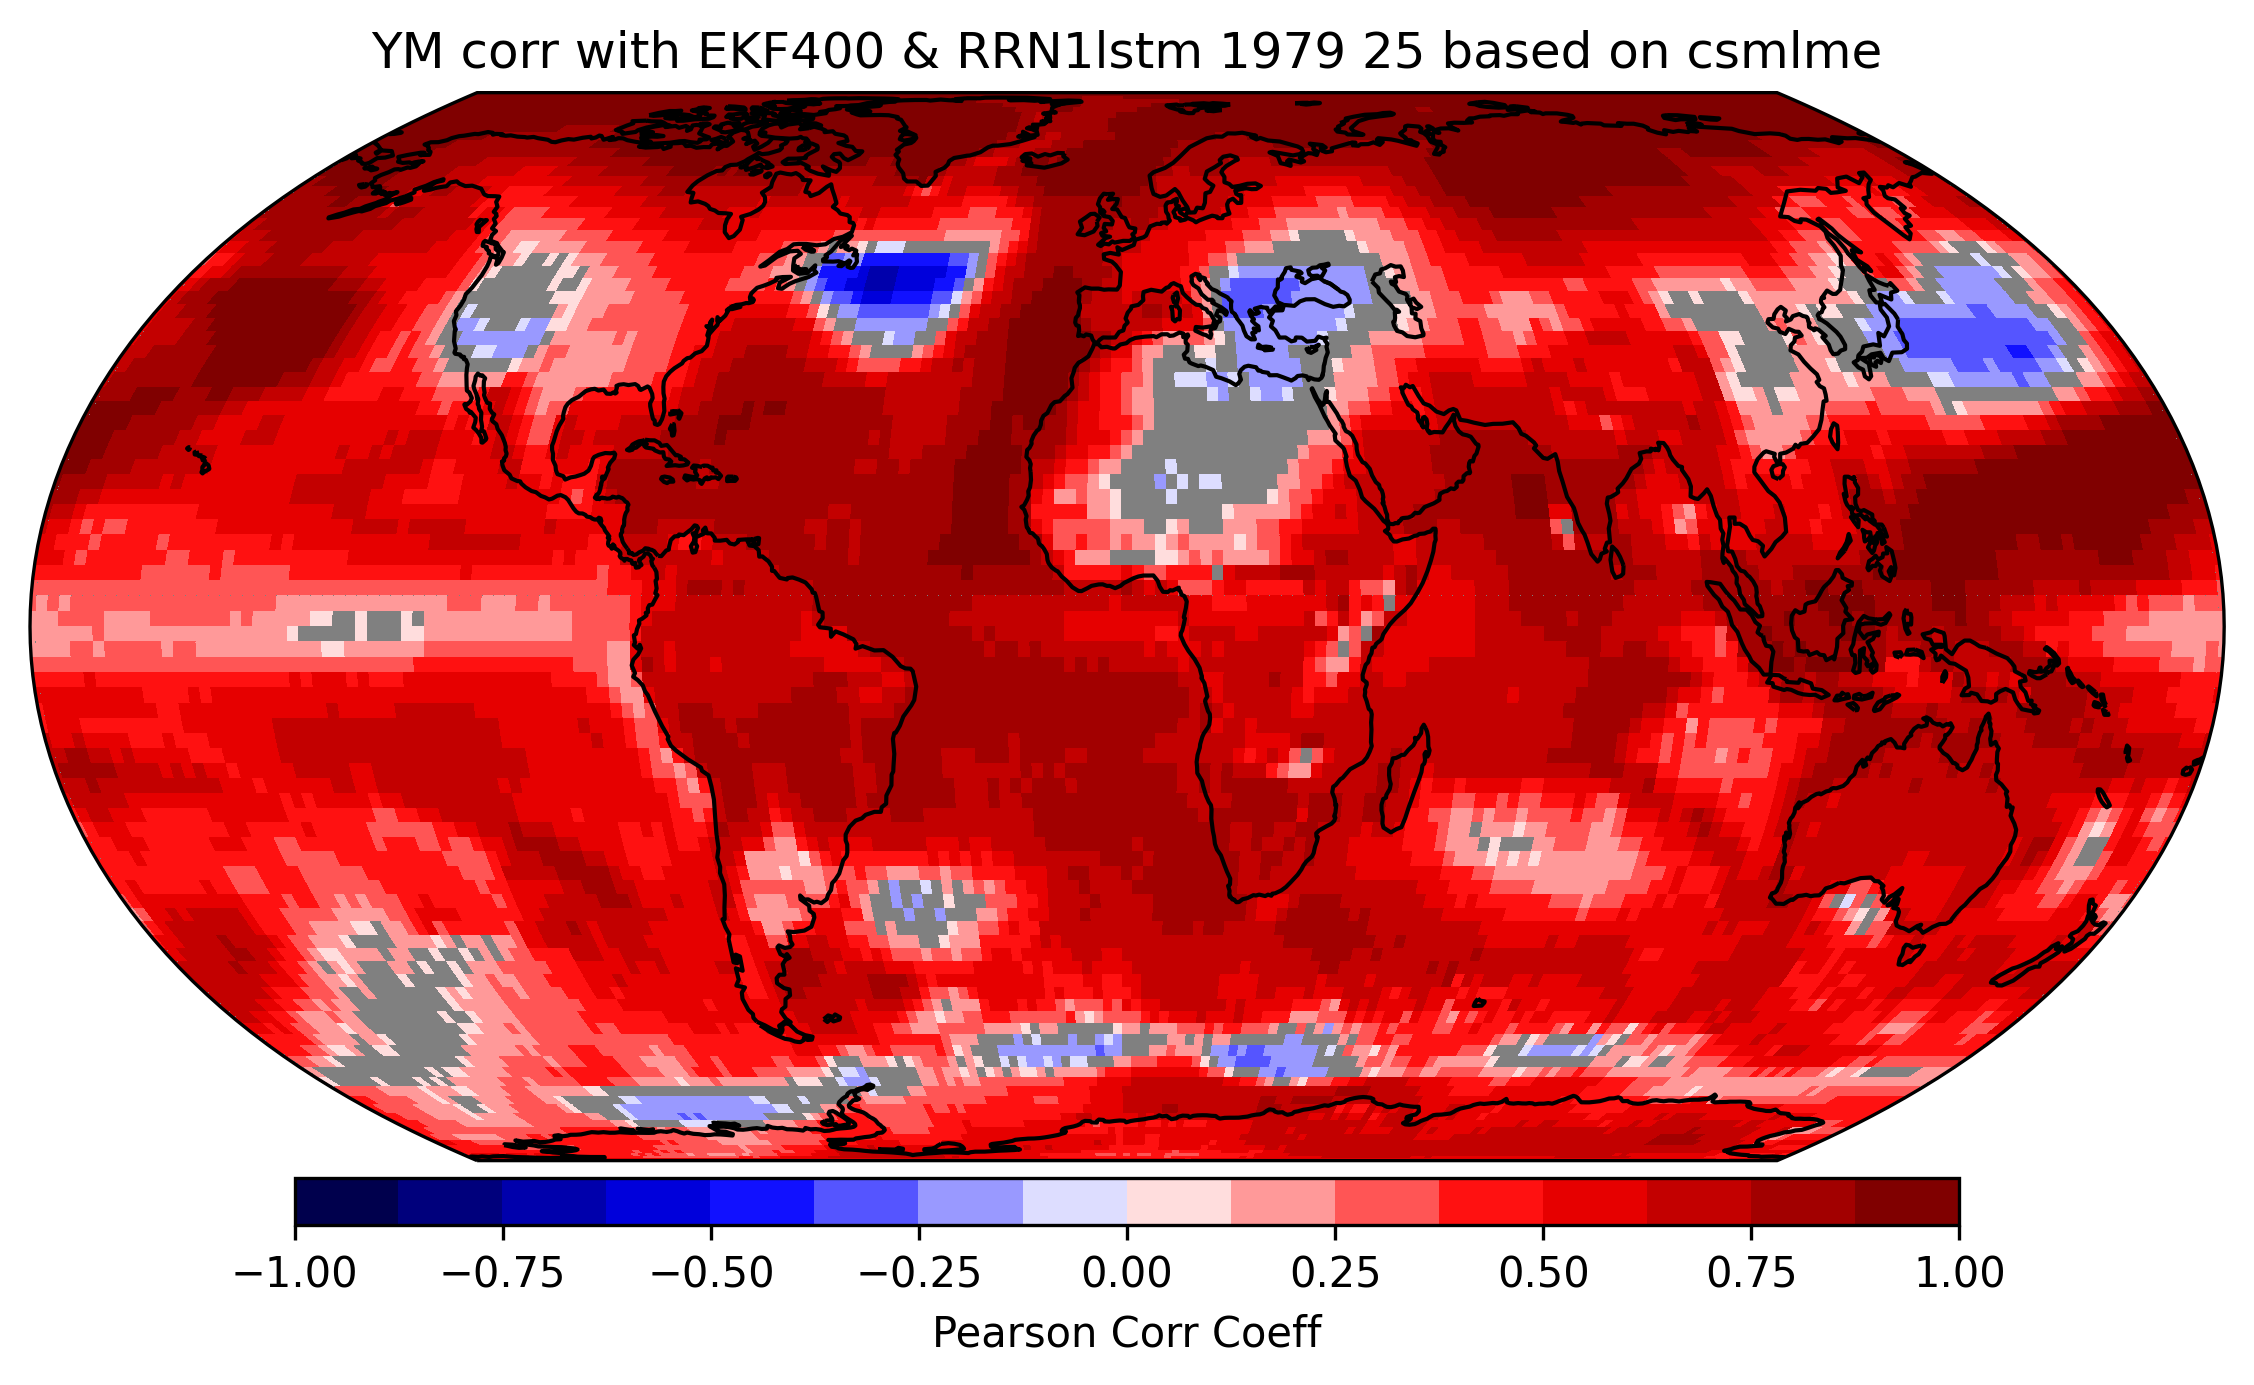 YM corr with EKF400 & RRN1lstm 1979 25 based on csmlme
−1.00 −0.75 −0.50 −0.25 0.00 0.25 0.50 0.75 1.00
Pearson Corr Coeff